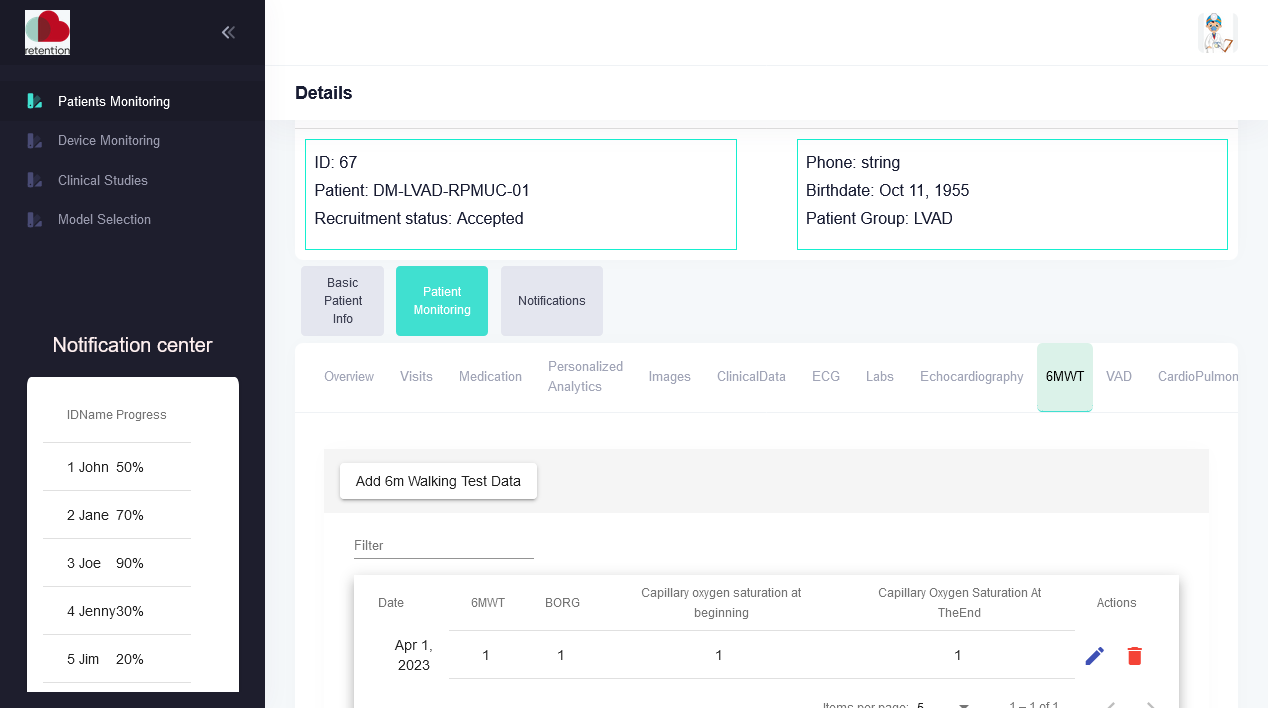 retention
Patients Monitoring
Device Monitoring
Clinical Studies
Model Selection
Notification center
ID Name Progress
1 John 50%
2 Jane 70%
3 Joe 90%
4 Jenny 30%
5 Jim 20%
Details
ID: 67
Patient: DM-LVAD-RPMUC-01
Recruitment status: Accepted
Phone: string
Birthdate: Oct 11, 1955
Patient Group: LVAD
Basic
Patient
Info
Patient
Monitoring
Notifications
Overview
Visits
Medication
Personalized
Analytics
Images
ClinicalData
ECG
Labs
Echocardiography
6MWT
VAD
CardioPulmon
Add 6m Walking Test Data
Filter
Date
6MWT
BORG
Capillary oxygen saturation at
beginning
Capillary Oxygen Saturation At
TheEnd
Actions
Apr 1,
2023
1
1
1
1
Items per page: 5
1 – 1 of 1